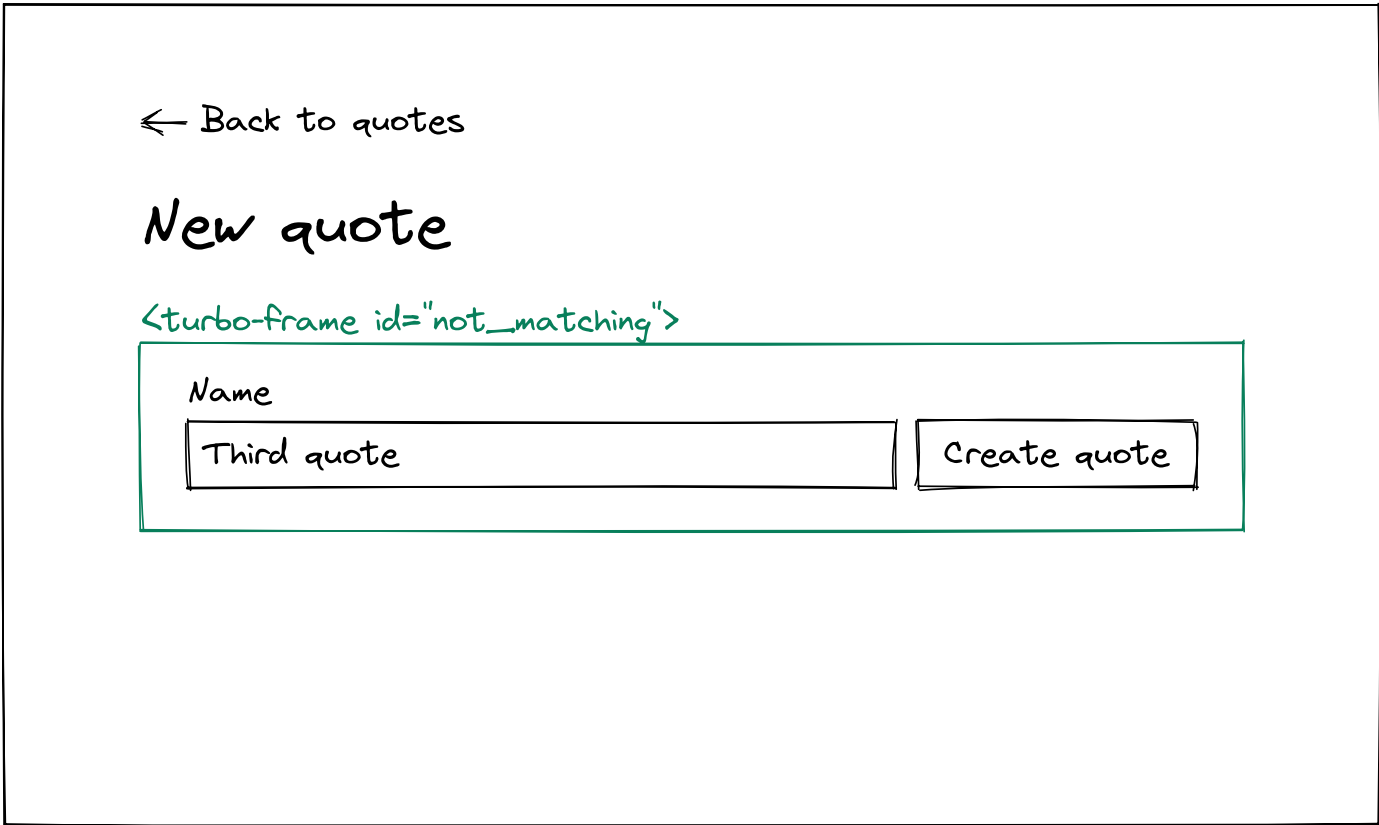 ← Back to quotes
New quote
<turbo-frame id="not_matching">
Name
Third quote
Create quote